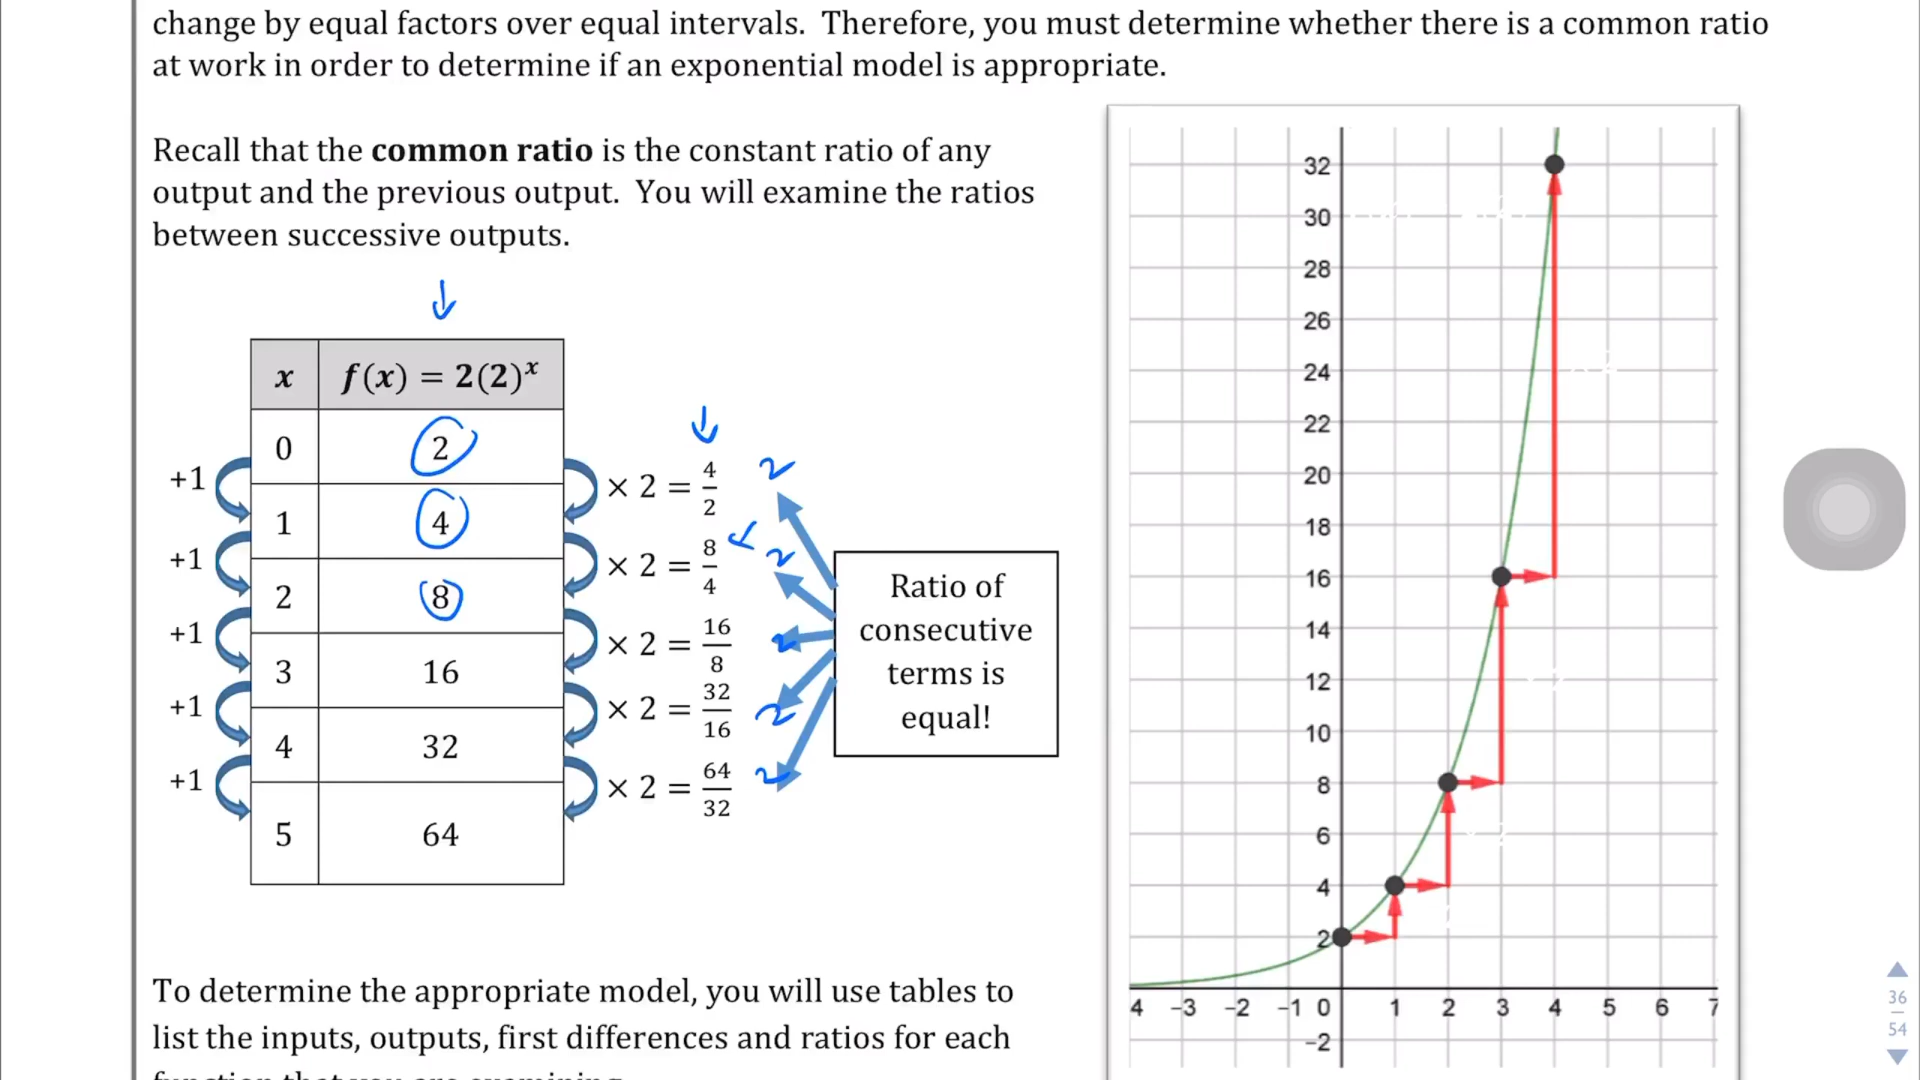 change by equal factors over equal intervals. Therefore, you must determine whether there is a common ratio
at work in order to determine if an exponential model is appropriate.
Recall that the common ratio is the constant ratio of any
output and the previous output. You will examine the ratios
between successive outputs.
x f(x) = 2(2)^x
0 2
1 4
2 8
3 16
4 32
5 64
+1
+1
+1
+1
+1
× 2 = 4/2 2
× 2 = 8/4 2
× 2 = 16/8 2
× 2 = 32/16 2
× 2 = 64/32 2
Ratio of
consecutive
terms is
equal!
To determine the appropriate model, you will use tables to
list the inputs, outputs, first differences and ratios for each
function that you are examining.
32
30
28
26
24
22
20
18
16
14
12
10
8
6
4
2
4 −3 −2 −1 0 1 2 3 4 5 6 7
−2
36
54